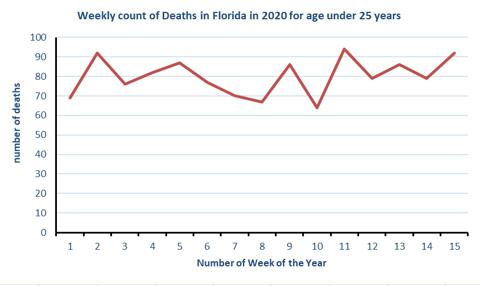 Weekly count of Deaths in Florida in 2020 for age under 25 years
100
90
80
70
60
50
40
30
20
10
0
number of deaths
1 2 3 4 5 6 7 8 9 10 11 12 13 14 15
Number of Week of the Year